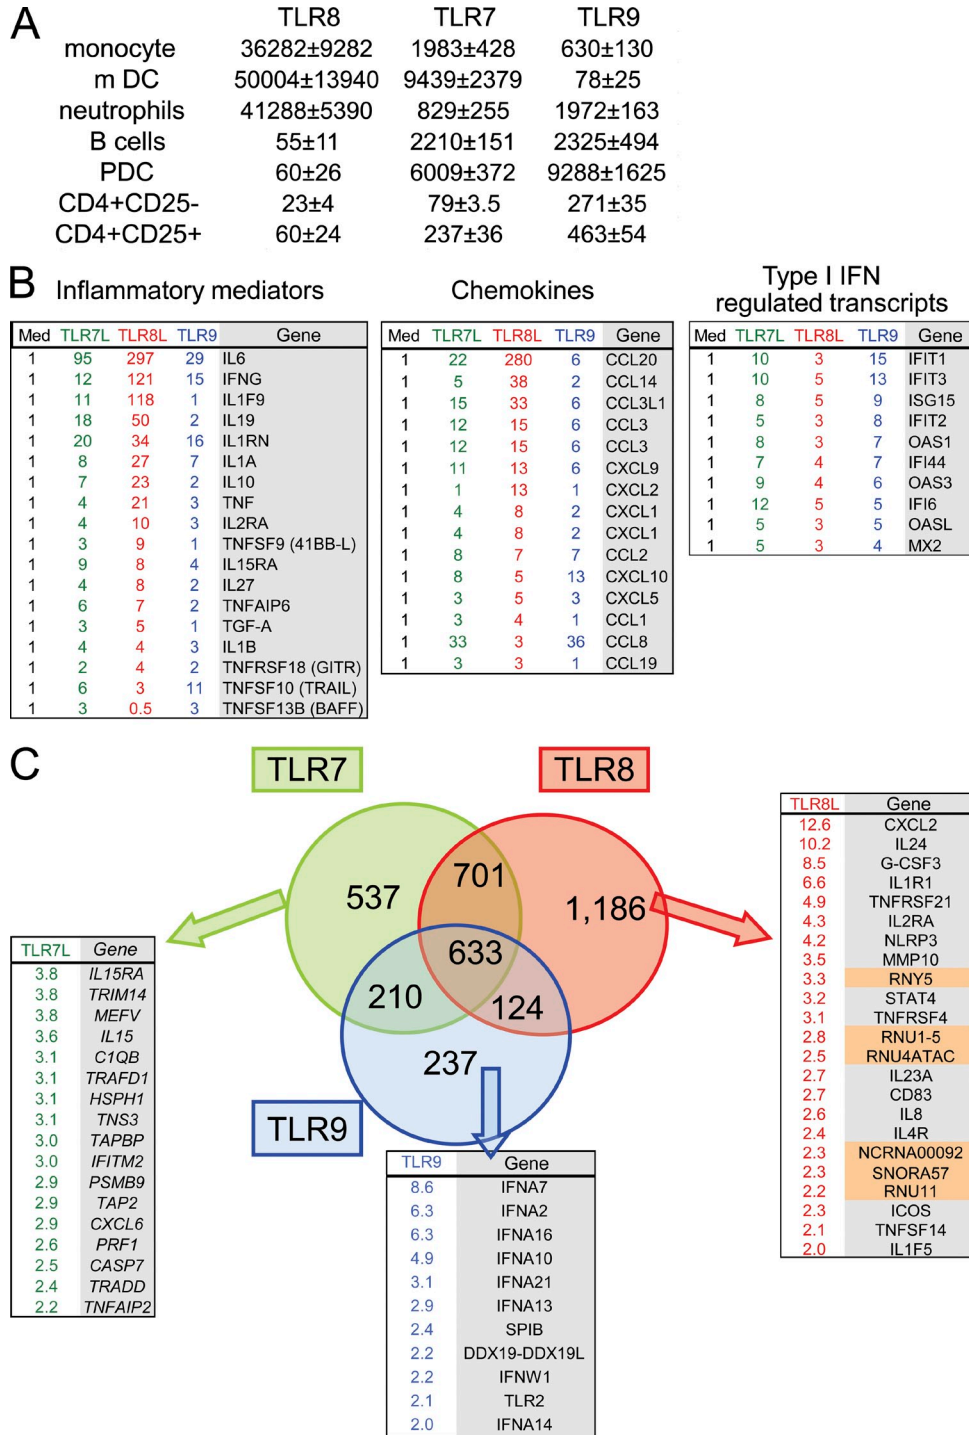 A
TLR8 TLR7 TLR9
monocyte 36282±9282 1983±428 630±130
m DC 50004±13940 9439±2379 78±25
neutrophils 41288±5390 829±255 1972±163
B cells 55±11 2210±151 2325±494
PDC 60±26 6009±372 9288±1625
CD4+CD25- 23±4 79±3.5 271±35
CD4+CD25+ 60±24 237±36 463±54
B
Inflammatory mediators
Med TLR7L TLR8L TLR9 Gene
1 95 297 29 IL6
1 12 121 15 IFNG
1 11 118 1 IL1F9
1 18 50 2 IL19
1 20 34 16 IL1RN
1 8 27 7 IL1A
1 7 23 2 IL10
1 4 21 3 TNF
1 4 10 3 IL2RA
1 3 9 1 TNFSF9 (41BB-L)
1 9 8 4 IL15RA
1 4 8 2 IL27
1 6 7 2 TNFAIP6
1 3 5 1 TGF-A
1 4 4 3 IL1B
1 2 4 2 TNFRSF18 (GITR)
1 6 3 11 TNFSF10 (TRAIL)
1 3 0.5 3 TNFSF13B (BAFF)
Chemokines
Med TLR7L TLR8L TLR9 Gene
1 22 280 6 CCL20
1 5 38 2 CCL14
1 15 33 6 CCL3L1
1 12 15 6 CCL3
1 12 15 6 CCL3
1 11 13 6 CXCL9
1 1 13 1 CXCL2
1 4 8 2 CXCL1
1 4 8 2 CXCL1
1 8 7 7 CCL2
1 8 5 13 CXCL10
1 3 5 3 CXCL5
1 3 4 1 CCL1
1 33 3 36 CCL8
1 3 3 1 CCL19
Type I IFN
regulated transcripts
Med TLR7L TLR8L TLR9 Gene
1 10 3 15 IFIT1
1 10 5 13 IFIT3
1 8 5 9 ISG15
1 5 3 8 IFIT2
1 8 3 7 OAS1
1 7 4 7 IFI44
1 9 4 6 OAS3
1 12 5 5 IFI6
1 5 3 5 OASL
1 5 3 4 MX2
C
TLR7
TLR8
537
701
1,186
633
210
124
237
TLR9
TLR7L Gene
3.8 IL15RA
3.8 TRIM14
3.8 MEFV
3.6 IL15
3.1 C1QB
3.1 TRAFD1
3.1 HSPH1
3.1 TNS3
3.0 TAPBP
3.0 IFITM2
2.9 PSMB9
2.9 TAP2
2.9 CXCL6
2.6 PRF1
2.5 CASP7
2.4 TRADD
2.2 TNFAIP2
TLR9 Gene
8.6 IFNA7
6.3 IFNA2
6.3 IFNA16
4.9 IFNA10
3.1 IFNA21
2.9 IFNA13
2.4 SPIB
2.2 DDX19-DDX19L
2.2 IFNW1
2.1 TLR2
2.0 IFNA14
TLR8L Gene
12.6 CXCL2
10.2 IL24
8.5 G-CSF3
6.6 IL1R1
4.9 TNFRSF21
4.3 IL2RA
4.2 NLRP3
3.5 MMP10
3.3 RNY5
3.2 STAT4
3.1 TNFRSF4
2.8 RNU1-5
2.5 RNU4ATAC
2.7 IL23A
2.7 CD83
2.6 IL8
2.4 IL4R
2.3 NCRNA00092
2.3 SNORA57
2.2 RNU11
2.3 ICOS
2.1 TNFSF14
2.0 IL1F5